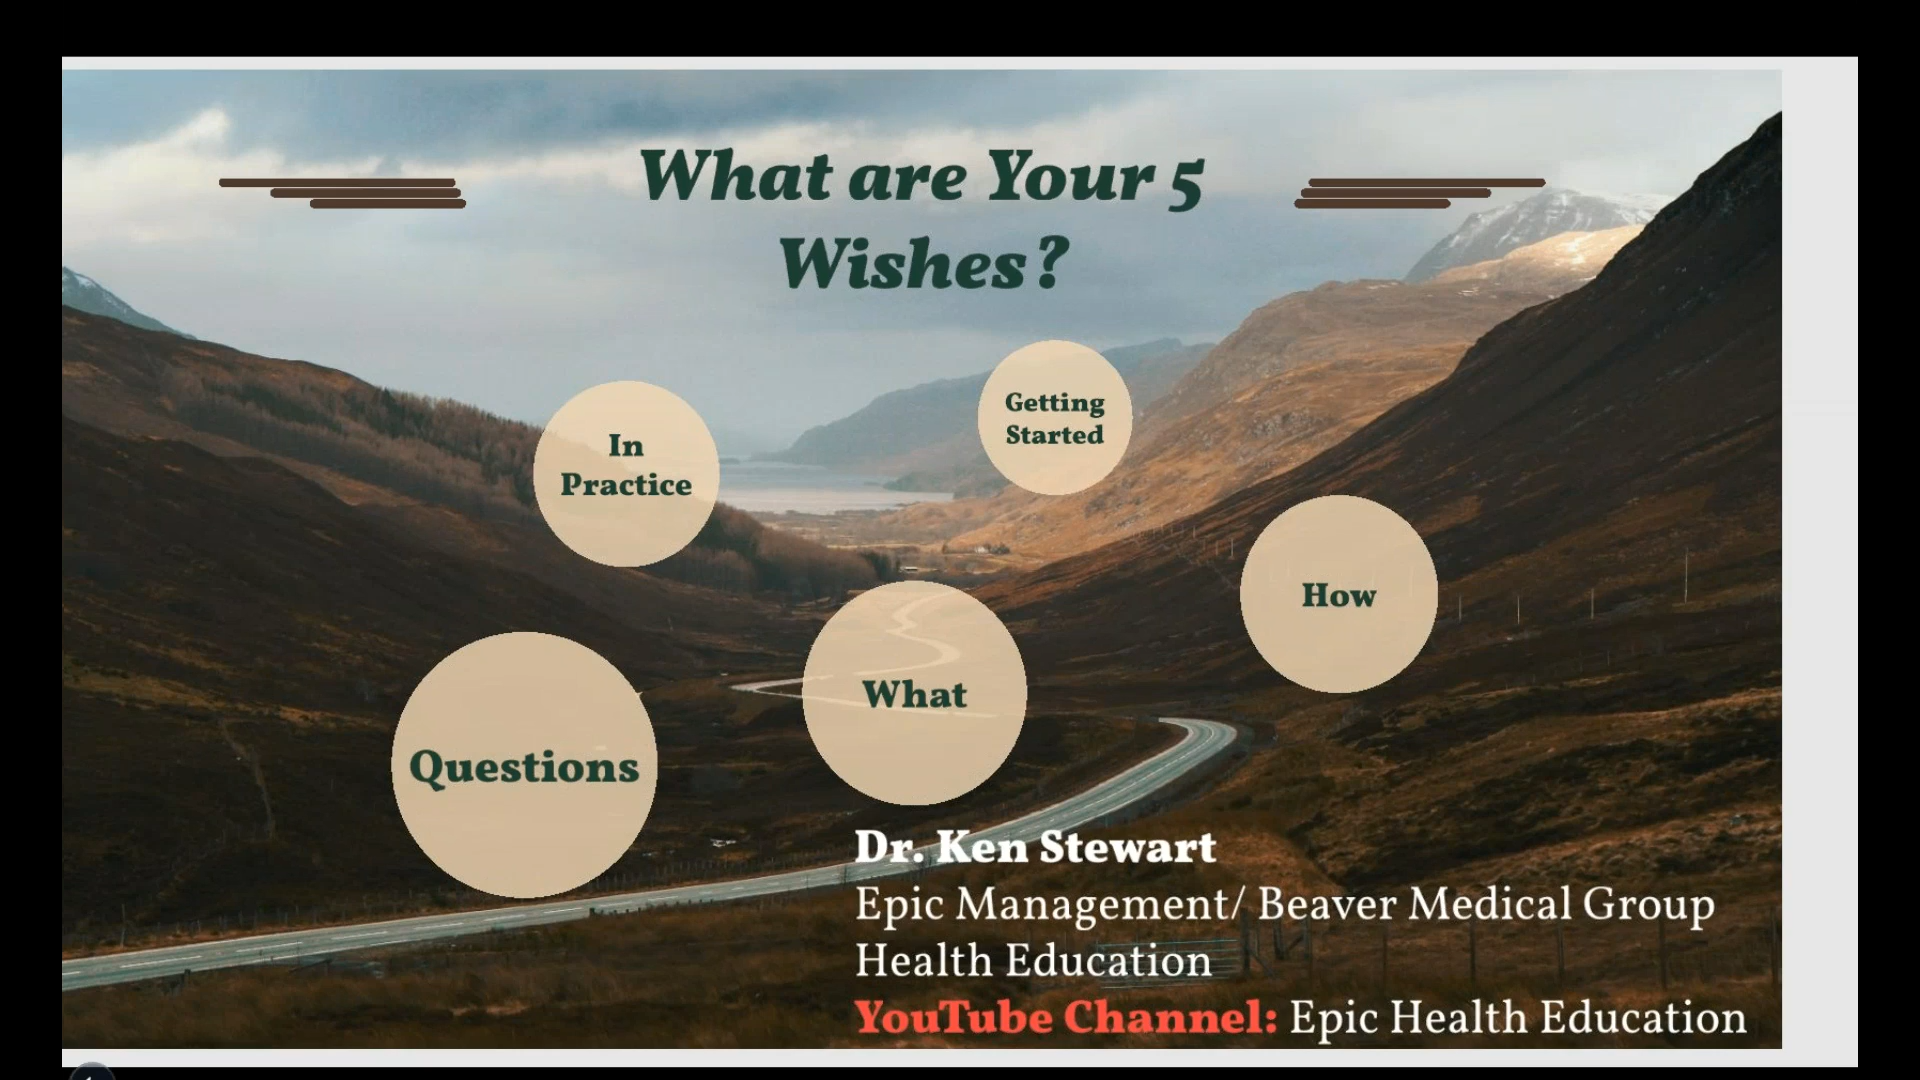 What are Your 5
Wishes?
Getting
Started
In
Practice
How
What
Questions
Dr. Ken Stewart
Epic Management/ Beaver Medical Group
Health Education
YouTube Channel: Epic Health Education